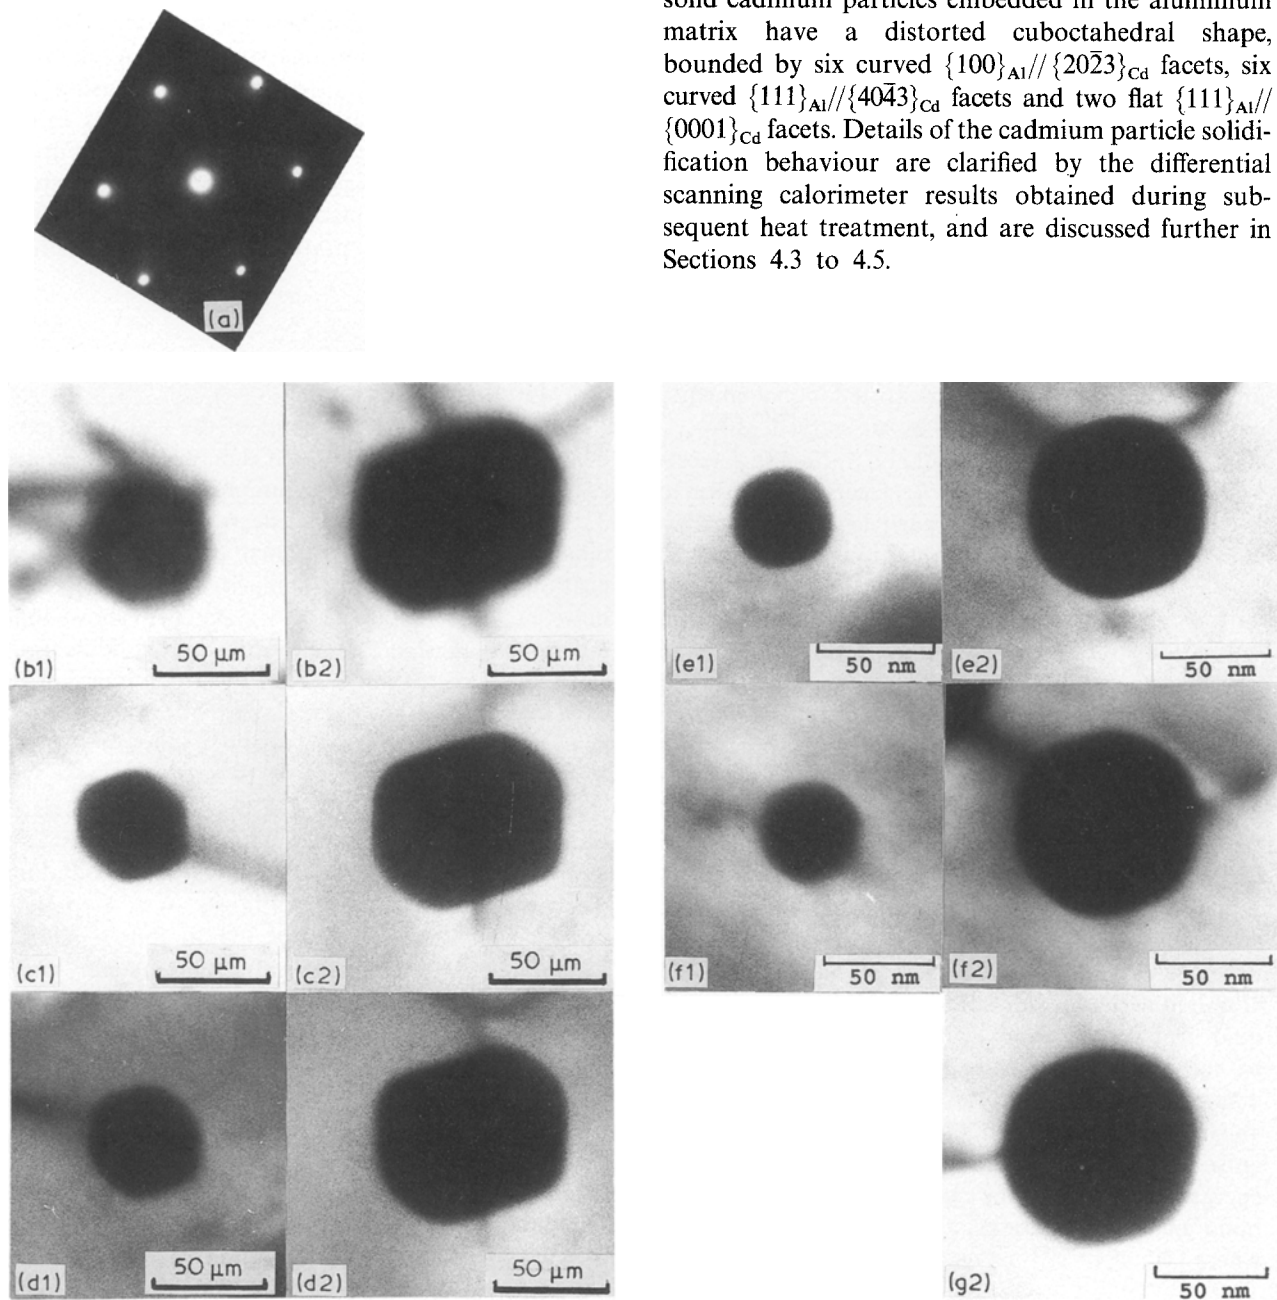 solid cadmium particles embedded in the aluminium
matrix have a distorted cuboctahedral shape,
bounded by six curved {100}Al//{202̄3}Cd facets, six
curved {111}Al//{404̄3}Cd facets and two flat {111}Al//
{0001}Cd facets. Details of the cadmium particle solidi-
fication behaviour are clarified by the differential
scanning calorimeter results obtained during sub-
sequent heat treatment, and are discussed further in
Sections 4.3 to 4.5.
(a)
(b1)
50 µm
(b2)
50 µm
(c1)
50 µm
(c2)
50 µm
(d1)
50 µm
(d2)
50 µm
(e1)
50 nm
(e2)
50 nm
(f1)
50 nm
(f2)
50 nm
(g2)
50 nm